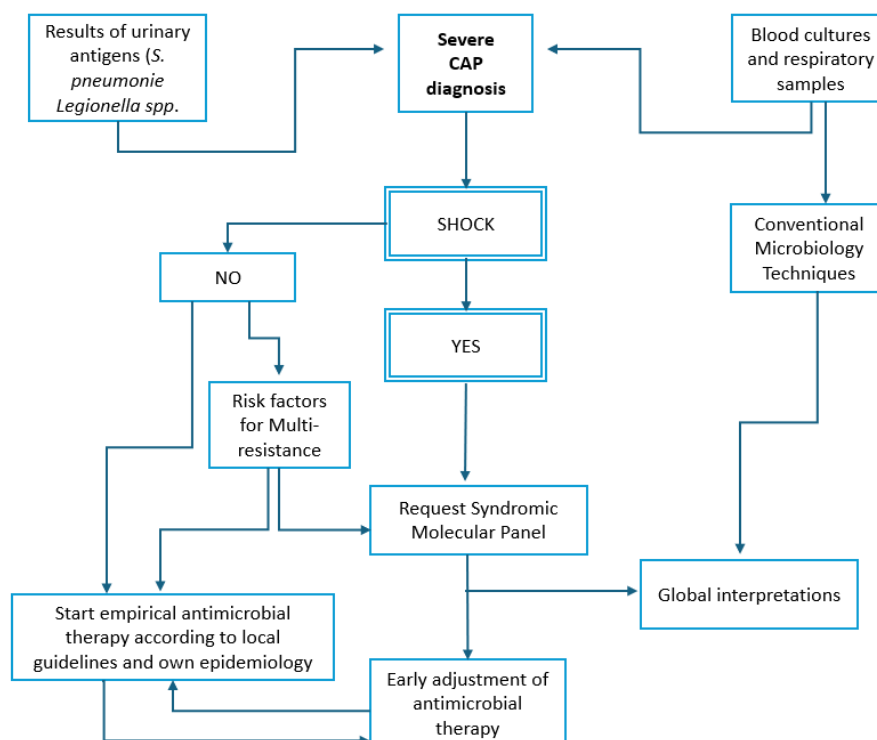 Results of urinary
antigens (S.
pneumonie
Legionella spp.
Severe
CAP
diagnosis
Blood cultures
and respiratory
samples
SHOCK
Conventional
Microbiology
Techniques
NO
YES
Risk factors
for Multi-
resistance
Request Syndromic
Molecular Panel
Global interpretations
Start empirical antimicrobial
therapy according to local
guidelines and own epidemiology
Early adjustment of
antimicrobial
therapy